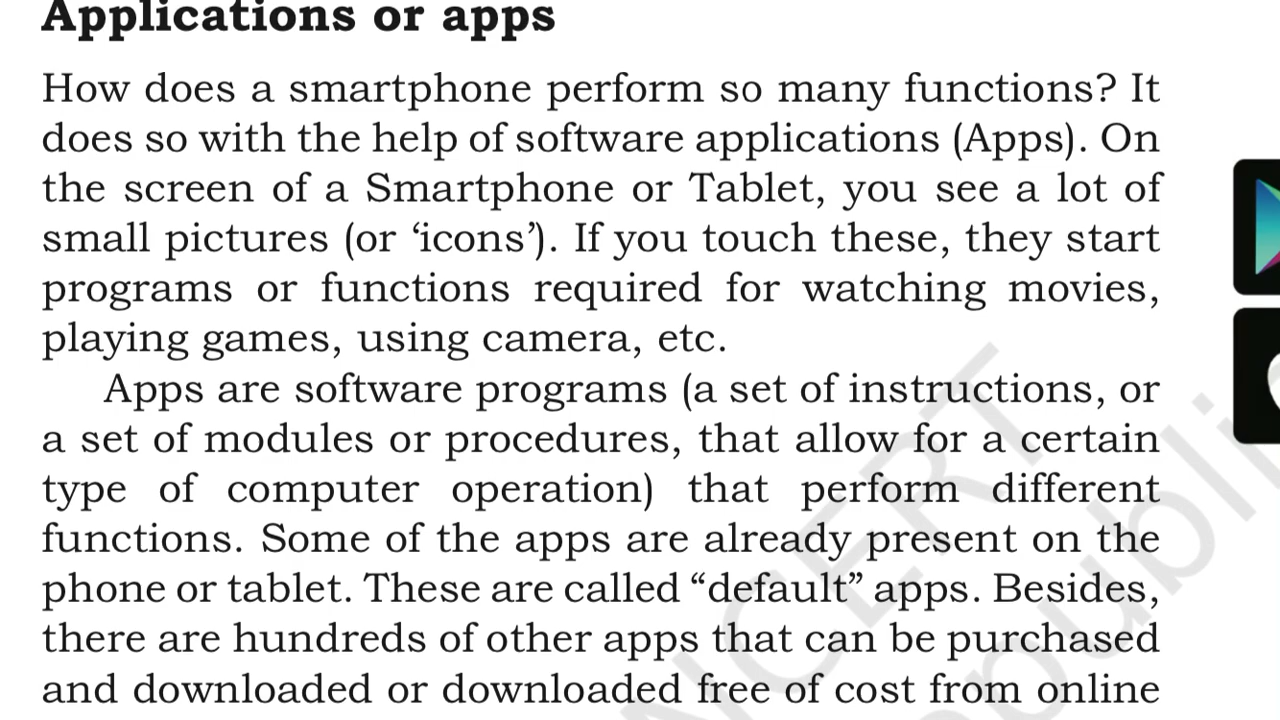 Applications or apps
How does a smartphone perform so many functions? It
does so with the help of software applications (Apps). On
the screen of a Smartphone or Tablet, you see a lot of
small pictures (or ‘icons’). If you touch these, they start
programs or functions required for watching movies,
playing games, using camera, etc.
Apps are software programs (a set of instructions, or
a set of modules or procedures, that allow for a certain
type of computer operation) that perform different
functions. Some of the apps are already present on the
phone or tablet. These are called “default” apps. Besides,
there are hundreds of other apps that can be purchased
and downloaded or downloaded free of cost from online